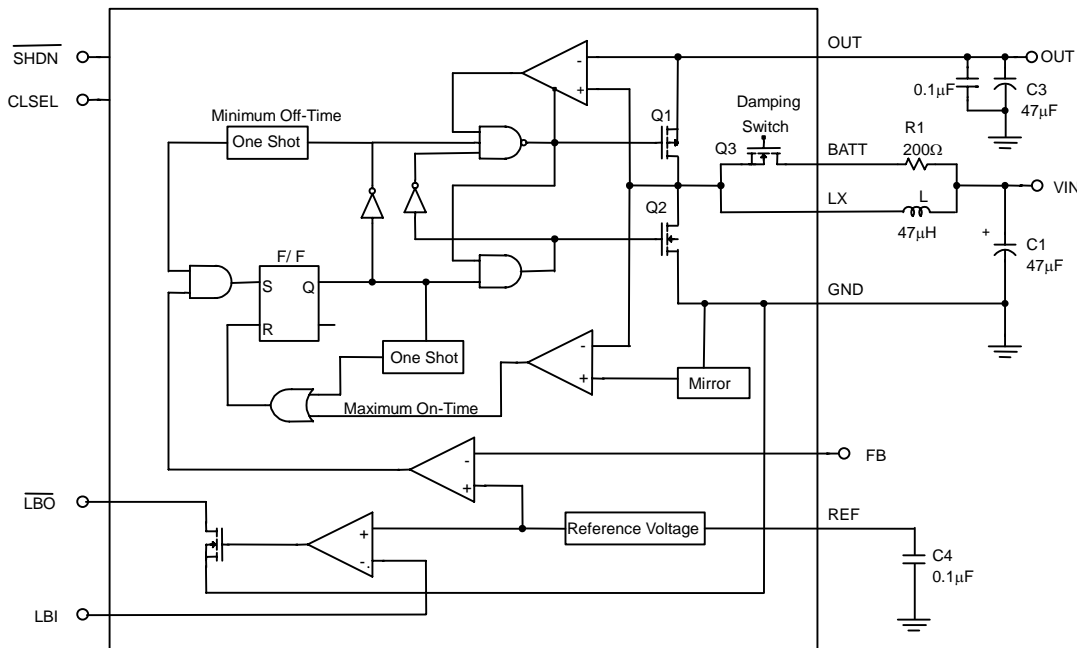 OUT
SHDN
OUT
CLSEL
0.1µF
C3
47µF
Damping
Switch
Minimum Off-Time
One Shot
Q1
Q3
BATT
R1
200Ω
VIN
LX
L
47µH
Q2
C1
47µF
+
F/ F
S
Q
R
GND
One Shot
Mirror
Maximum On-Time
FB
LBO
REF
Reference Voltage
C4
0.1µF
LBI
-
+
-
+
-
+
+
-.